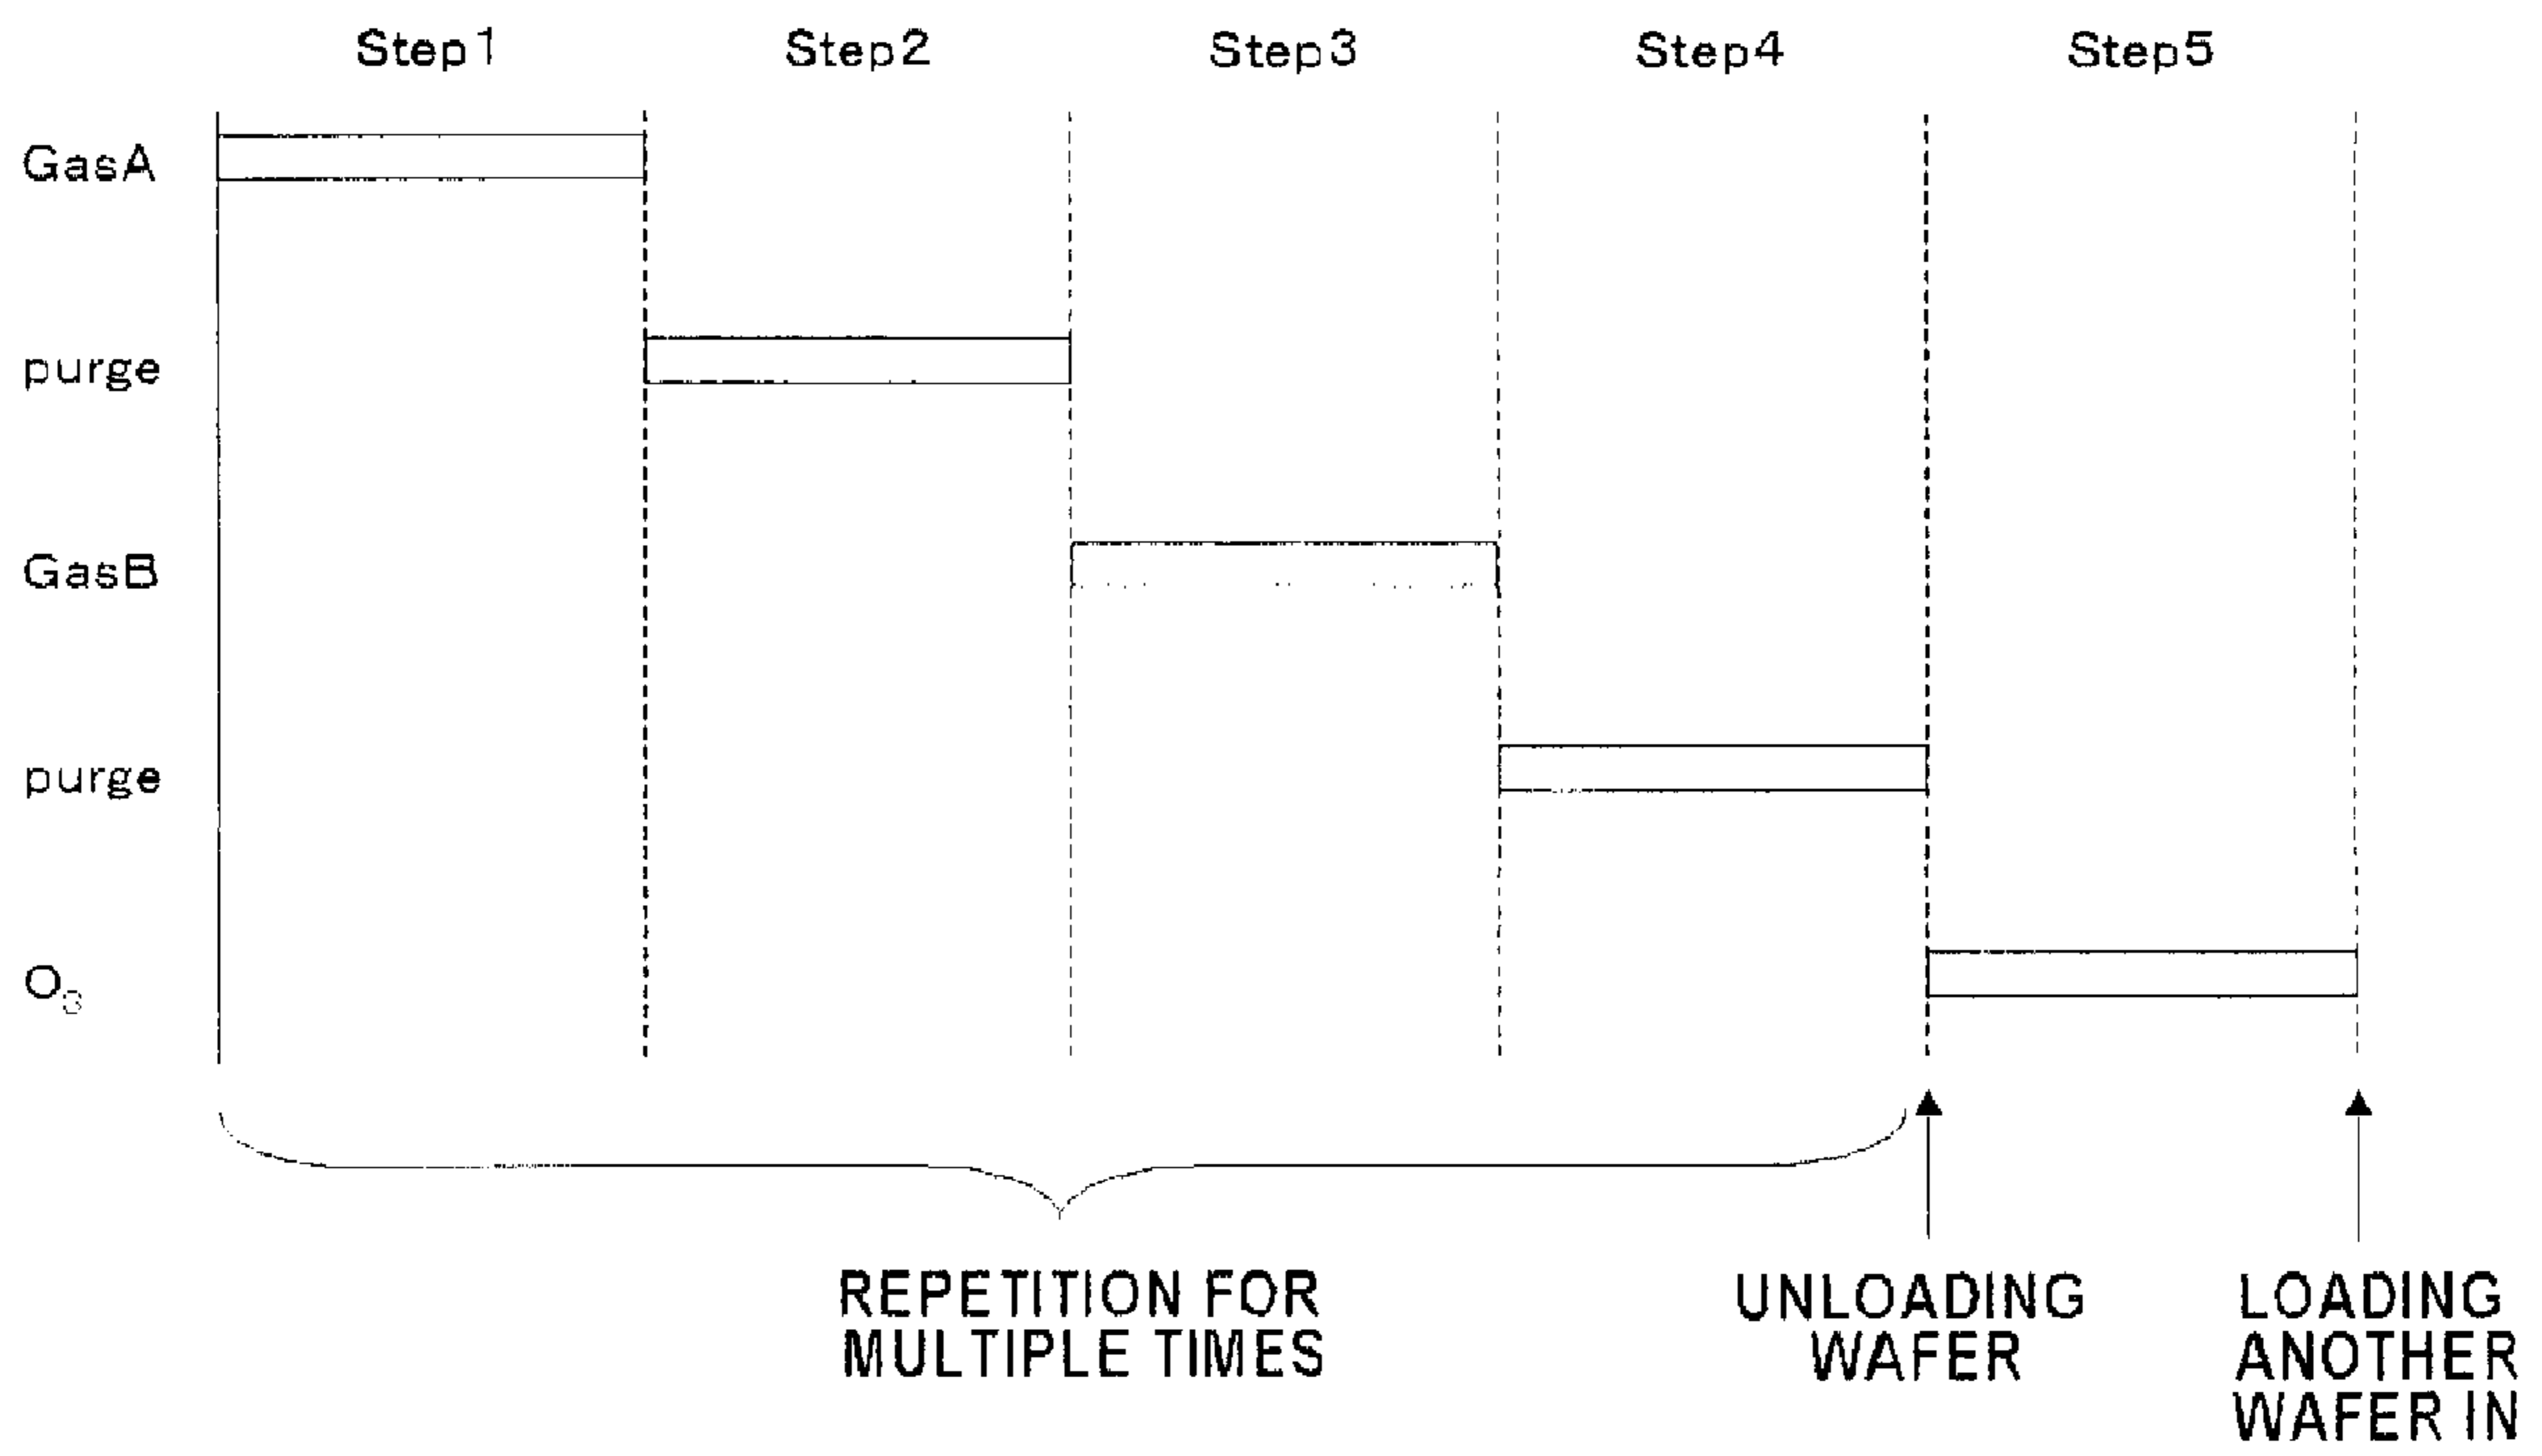 Step1 Step2 Step3 Step4 Step5
GasA
purge
GasB
purge
O₃
REPETITION FOR
MULTIPLE TIMES
UNLOADING
WAFER
LOADING
ANOTHER
WAFER IN